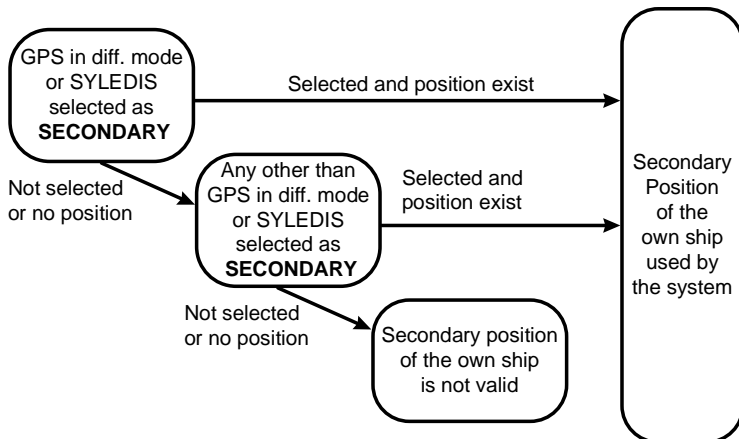 GPS in diff. mode
or SYLEDIS
selected as
SECONDARY
Selected and position exist
Not selected
or no position
Any other than
GPS in diff. mode
or SYLEDIS
selected as
SECONDARY
Selected and
position exist
Secondary
Position
of the
own ship
used by
the system
Not selected
or no position
Secondary position
of the own ship
is not valid